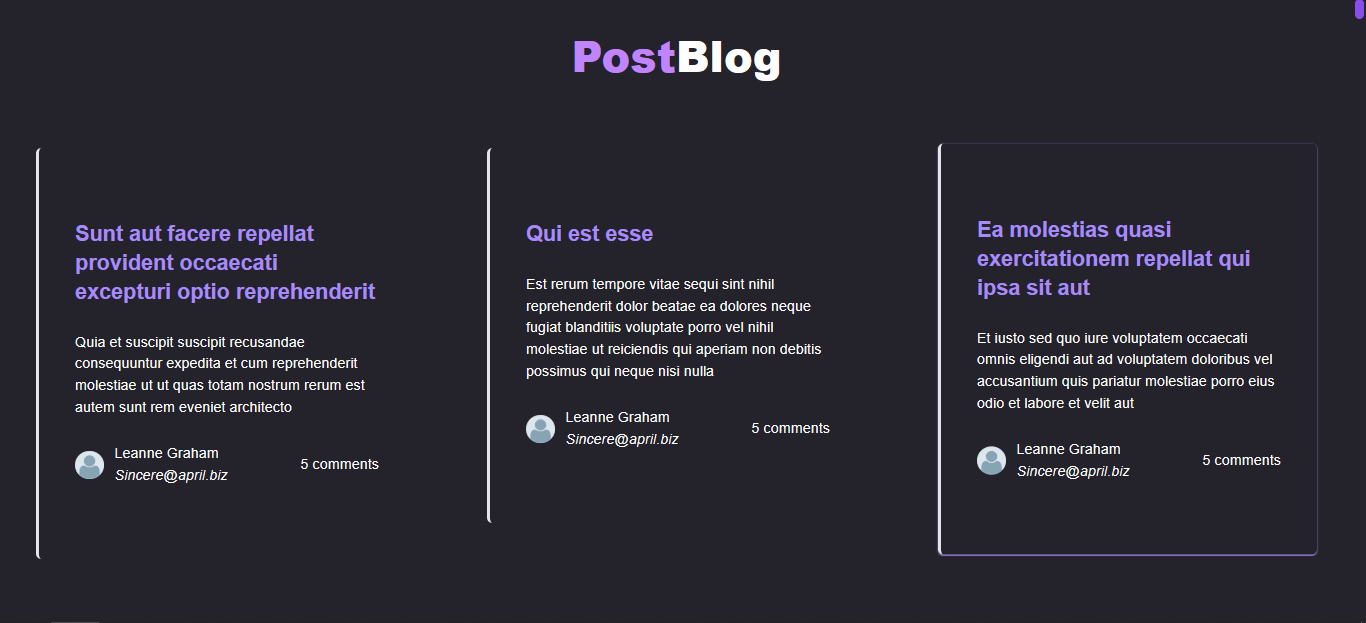 PostBlog
Sunt aut facere repellat
provident occaecati
excepturi optio reprehenderit
Quia et suscipit suscipit recusandae
consequuntur expedita et cum reprehenderit
molestiae ut ut quas totam nostrum rerum est
autem sunt rem eveniet architecto
Leanne Graham
Sincere@april.biz
5 comments
Qui est esse
Est rerum tempore vitae sequi sint nihil
reprehenderit dolor beatae ea dolores neque
fugiat blanditiis voluptate porro vel nihil
molestiae ut reiciendis qui aperiam non debitis
possimus qui neque nisi nulla
Leanne Graham
Sincere@april.biz
5 comments
Ea molestias quasi
exercitationem repellat qui
ipsa sit aut
Et iusto sed quo iure voluptatem occaecati
omnis eligendi aut ad voluptatem doloribus vel
accusantium quis pariatur molestiae porro eius
odio et labore et velit aut
Leanne Graham
Sincere@april.biz
5 comments